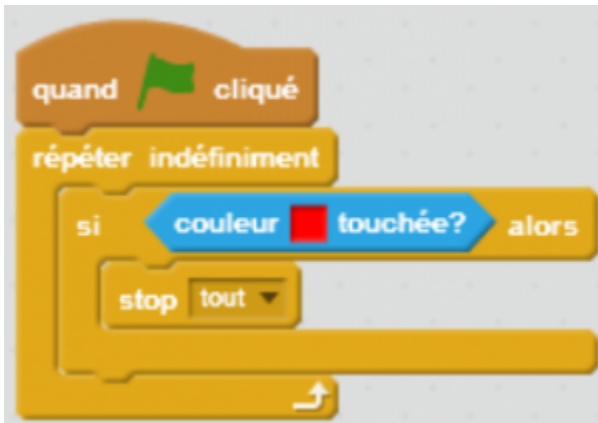 quand cliqué
répéter indéfiniment
si couleur touchée? alors
stop tout